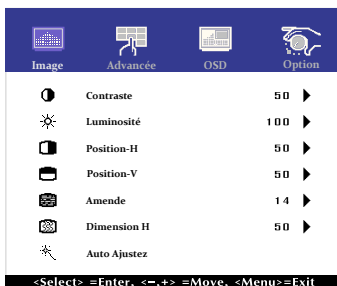 Image Advancée OSD Option
Contraste 50
Luminosité 100
Position-H 50
Position-V 50
Amende 14
Dimension H 50
Auto Ajustez
<Select> =Enter, <−,+> =Move, <Menu>=Exit